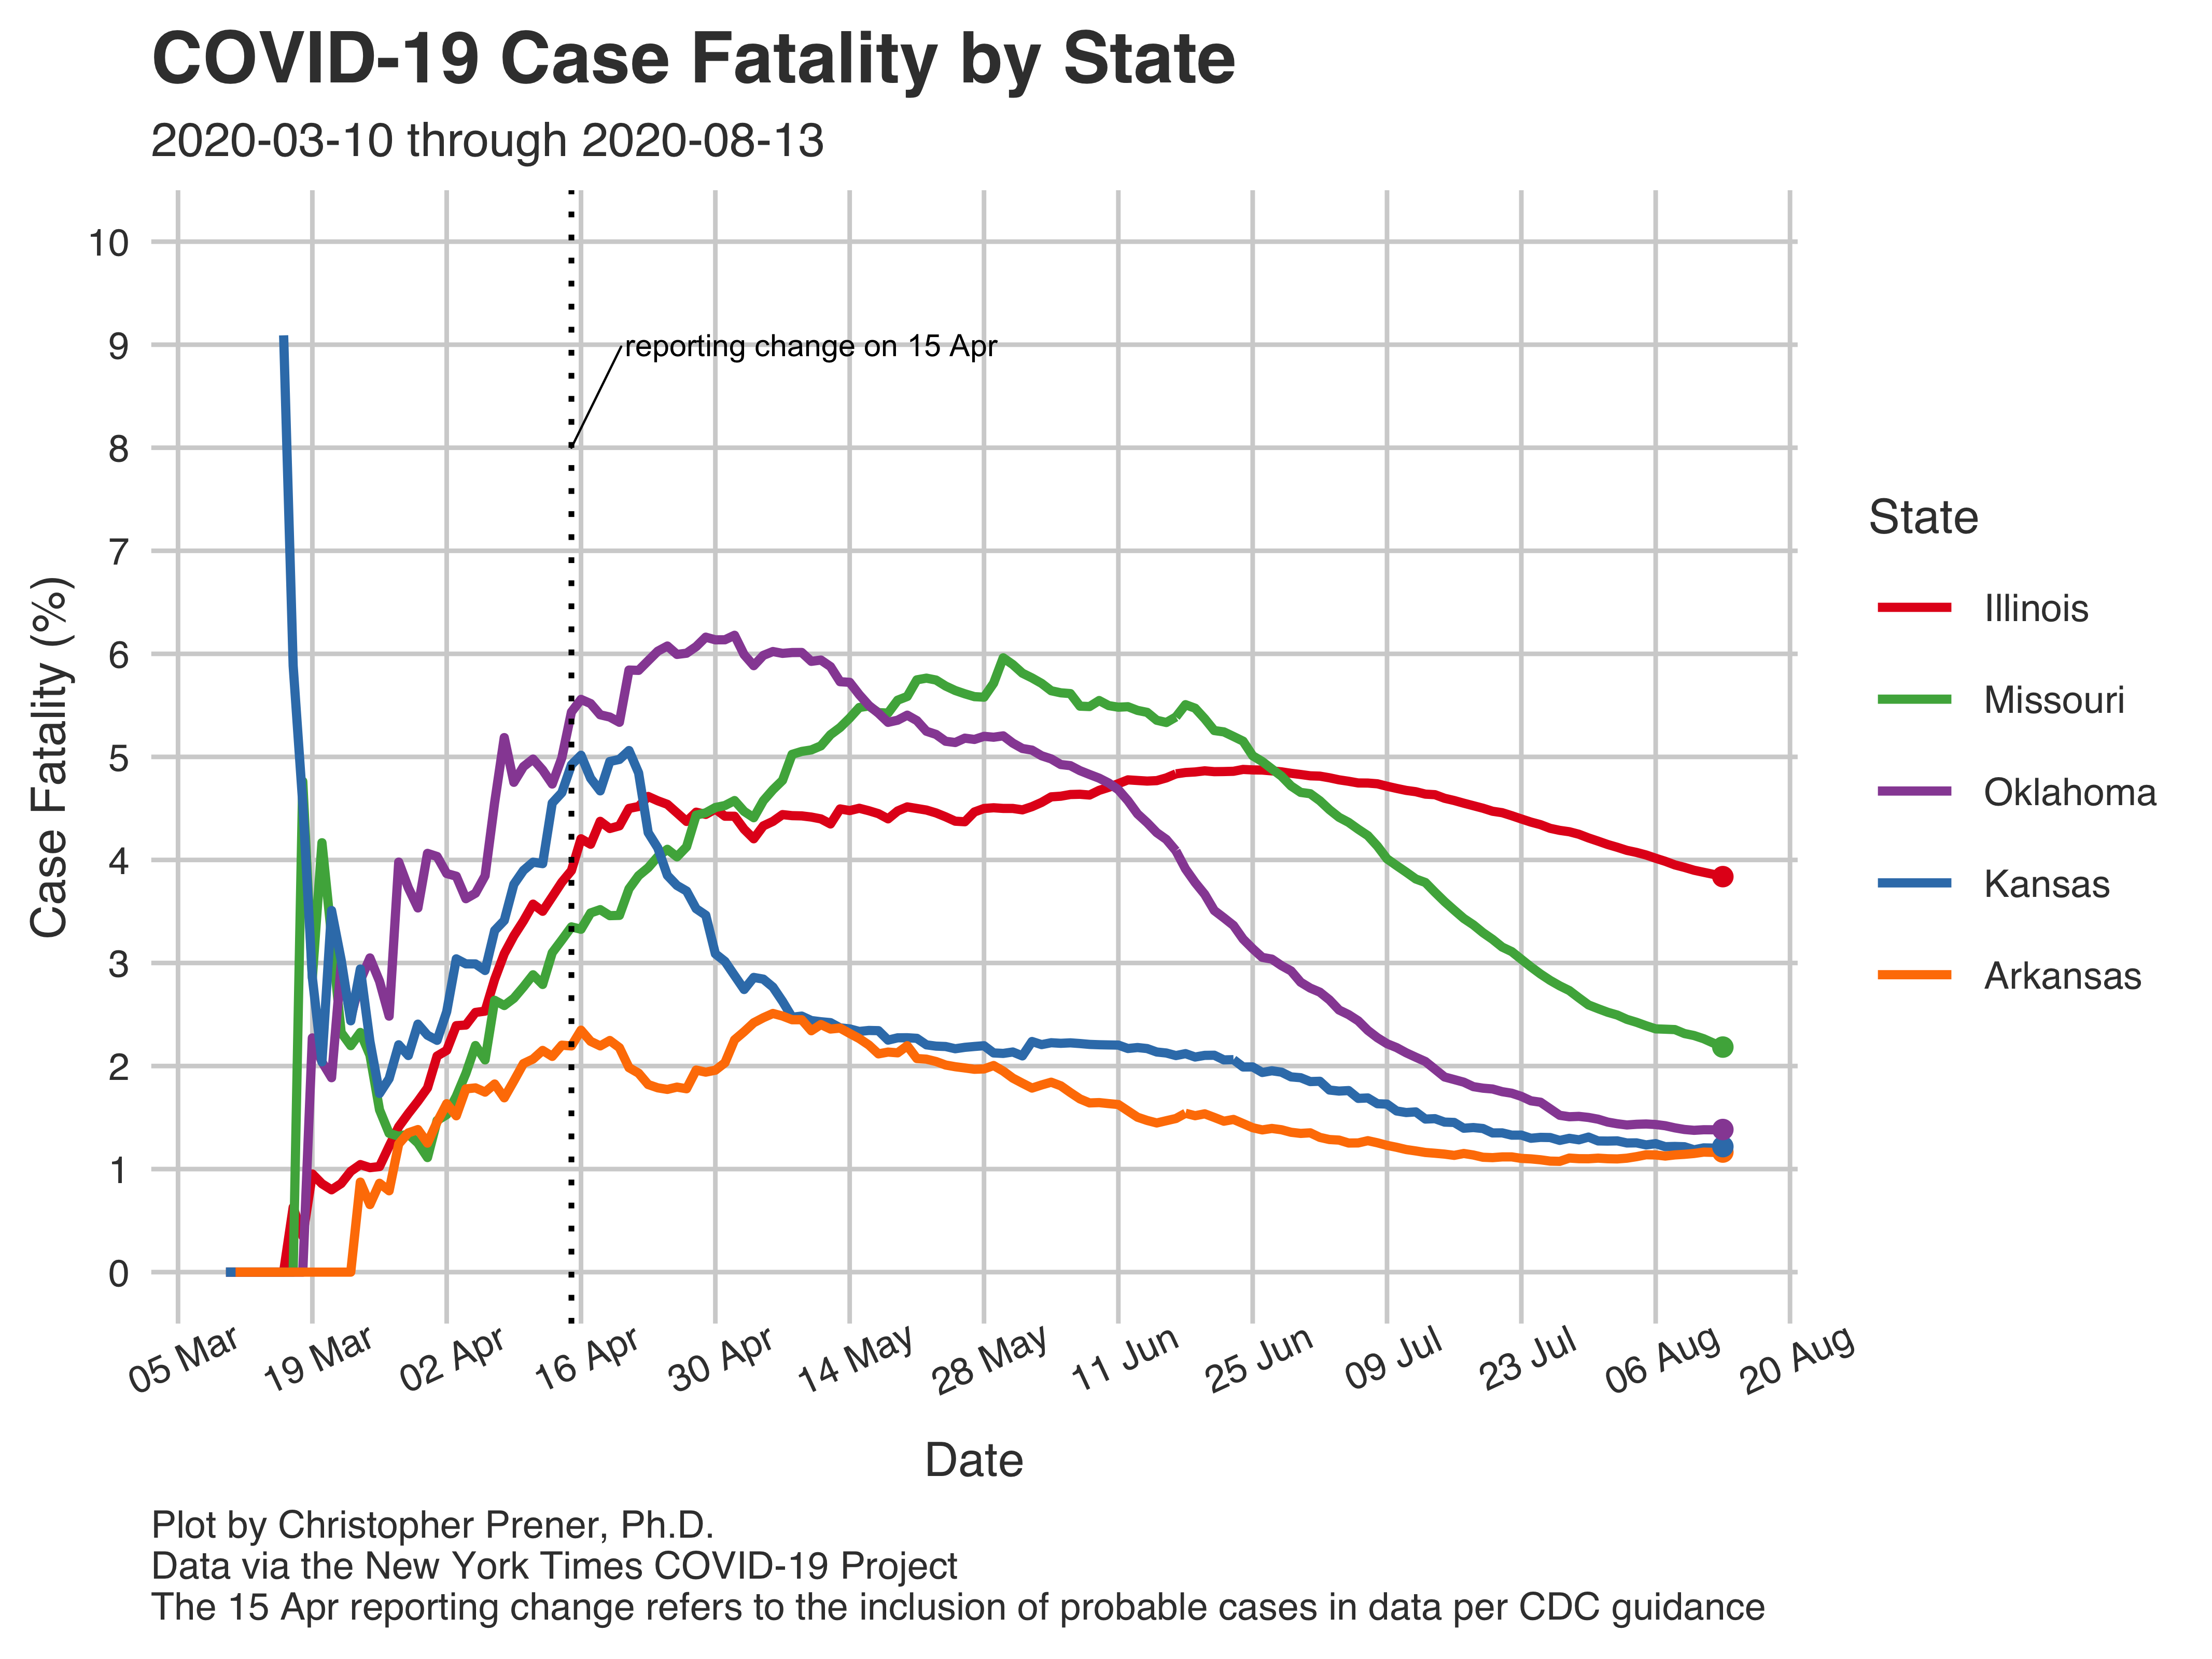 COVID-19 Case Fatality by State
2020-03-10 through 2020-08-13
10
9
8
7
6
5
4
3
2
1
0
Case Fatality (%)
reporting change on 15 Apr
State
Illinois
Missouri
Oklahoma
Kansas
Arkansas
05 Mar
19 Mar
02 Apr
16 Apr
30 Apr
14 May
28 May
11 Jun
25 Jun
09 Jul
23 Jul
06 Aug
20 Aug
Date
Plot by Christopher Prener, Ph.D.
Data via the New York Times COVID-19 Project
The 15 Apr reporting change refers to the inclusion of probable cases in data per CDC guidance